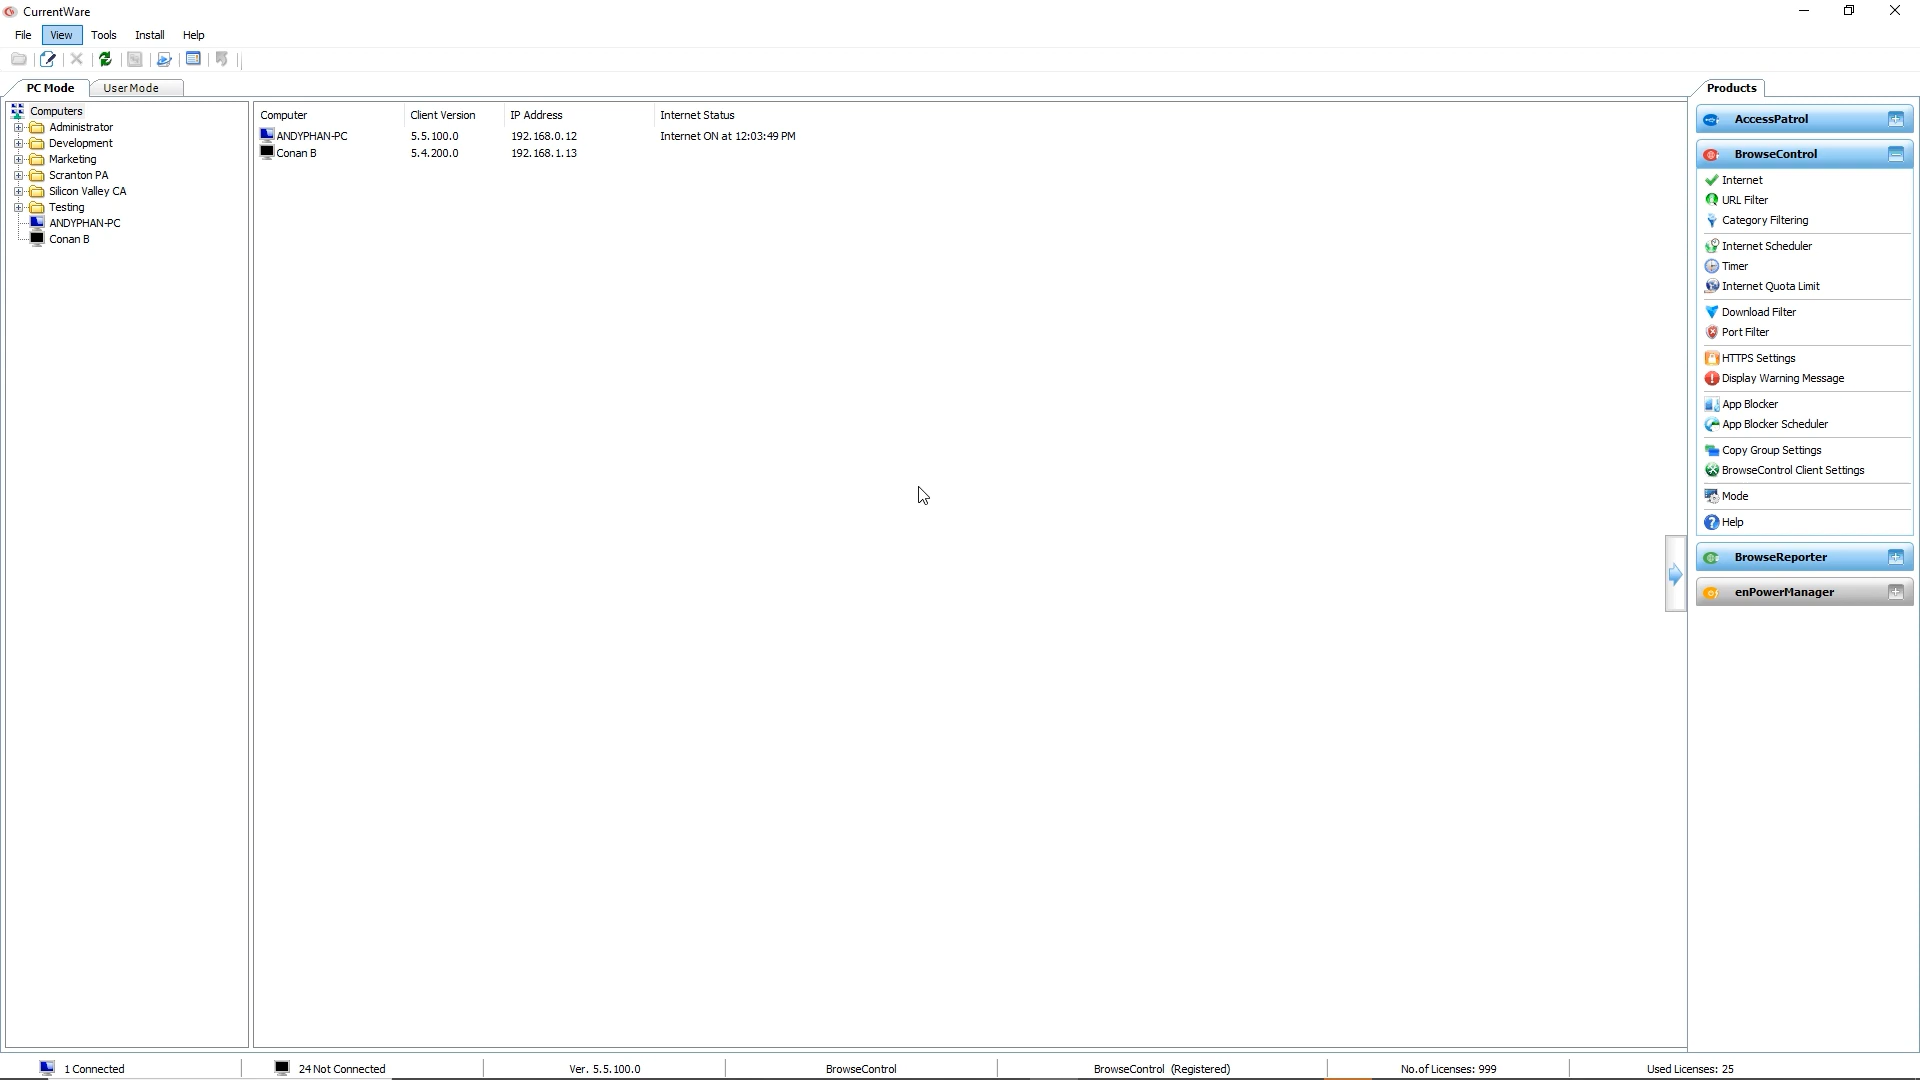 CurrentWare
File View Tools Install Help
PC Mode User Mode
Computers
Administrator
Development
Marketing
Scranton PA
Silicon Valley CA
Testing
ANDYPHAN-PC
Conan B
Computer Client Version IP Address Internet Status
ANDYPHAN-PC 5.5.100.0 192.168.0.12 Internet ON at 12:03:49 PM
Conan B 5.4.200.0 192.168.1.13
Products
AccessPatrol
BrowseControl
Internet
URL Filter
Category Filtering
Internet Scheduler
Timer
Internet Quota Limit
Download Filter
Port Filter
HTTPS Settings
Display Warning Message
App Blocker
App Blocker Scheduler
Copy Group Settings
BrowseControl Client Settings
Mode
Help
BrowseReporter
enPowerManager
1 Connected 24 Not Connected Ver. 5.5.100.0 BrowseControl BrowseControl (Registered) No.of Licenses: 999 Used Licenses: 25